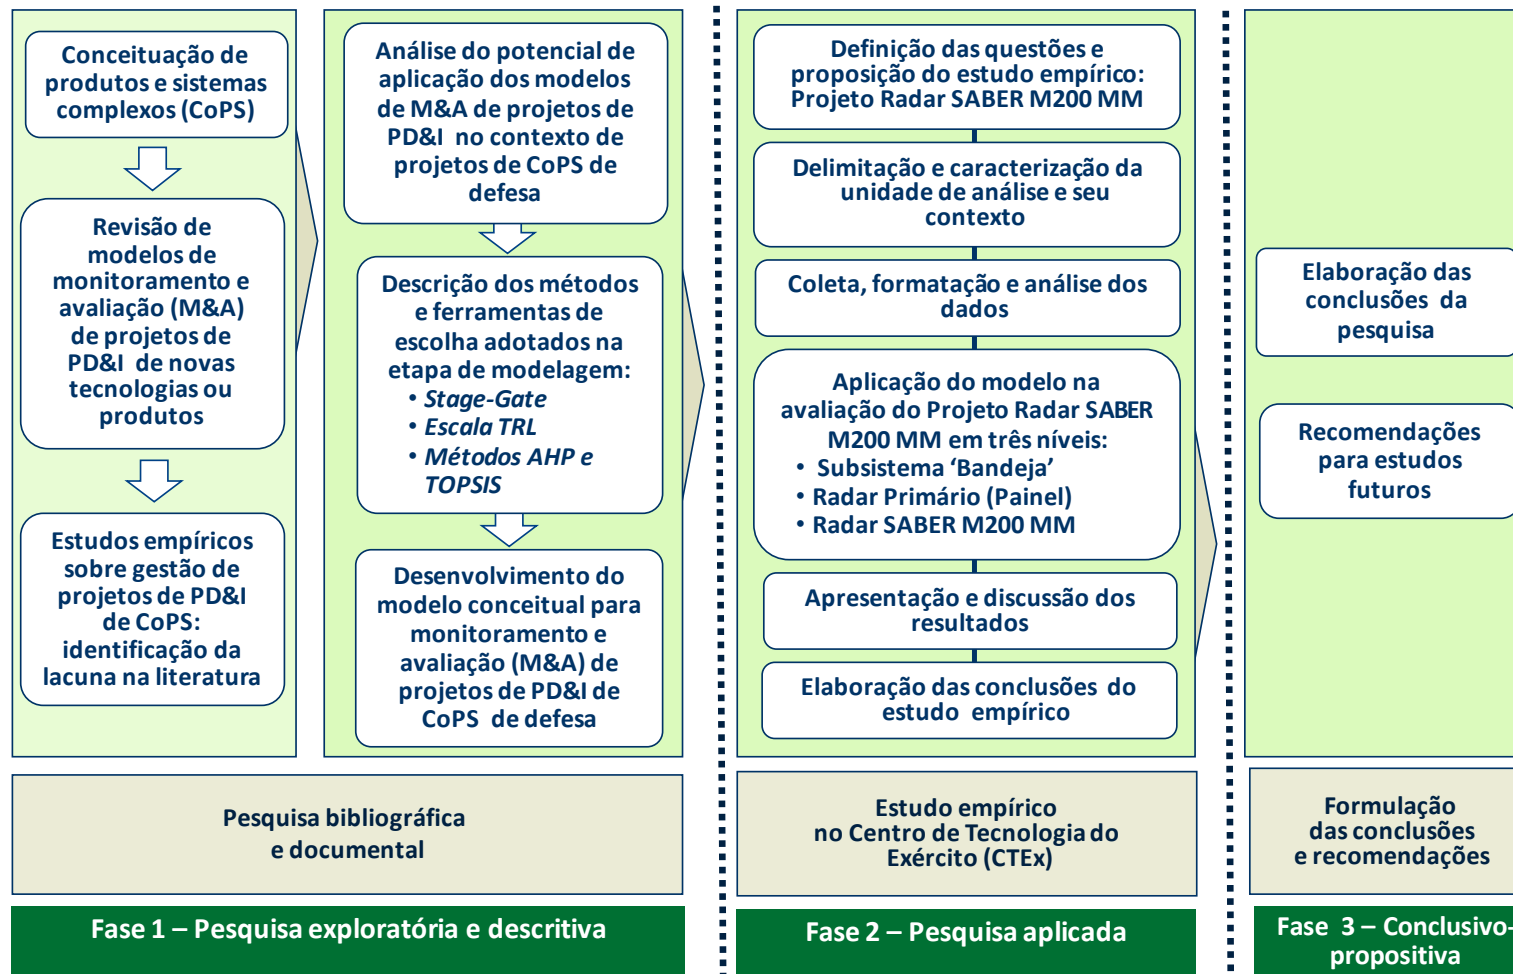 Conceituação de
produtos e sistemas
complexos (CoPS)
Revisão de
modelos de
monitoramento e
avaliação (M&A)
de projetos de
PD&I de novas
tecnologias ou
produtos
Estudos empíricos
sobre gestão de
projetos de PD&I
de CoPS:
identificação da
lacuna na literatura
Análise do potencial de
aplicação dos modelos
de M&A de projetos de
PD&I no contexto de
projetos de CoPS de
defesa
Descrição dos métodos
e ferramentas de
escolha adotados na
etapa de modelagem:
• Stage-Gate
• Escala TRL
• Métodos AHP e
TOPSIS
Desenvolvimento do
modelo conceitual para
monitoramento e
avaliação (M&A) de
projetos de PD&I de
CoPS de defesa
Pesquisa bibliográfica
e documental
Fase 1 – Pesquisa exploratória e descritiva
Definição das questões e
proposição do estudo empírico:
Projeto Radar SABER M200 MM
Delimitação e caracterização da
unidade de análise e seu
contexto
Coleta, formatação e análise dos
dados
Aplicação do modelo na
avaliação do Projeto Radar SABER
M200 MM em três níveis:
• Subsistema ‘Bandeja’
• Radar Primário (Painel)
• Radar SABER M200 MM
Apresentação e discussão dos
resultados
Elaboração das conclusões do
estudo empírico
Estudo empírico
no Centro de Tecnologia do
Exército (CTEx)
Fase 2 – Pesquisa aplicada
Elaboração das
conclusões da
pesquisa
Recomendações
para estudos
futuros
Formulação
das conclusões
e recomendações
Fase 3 – Conclusivo-
propositiva